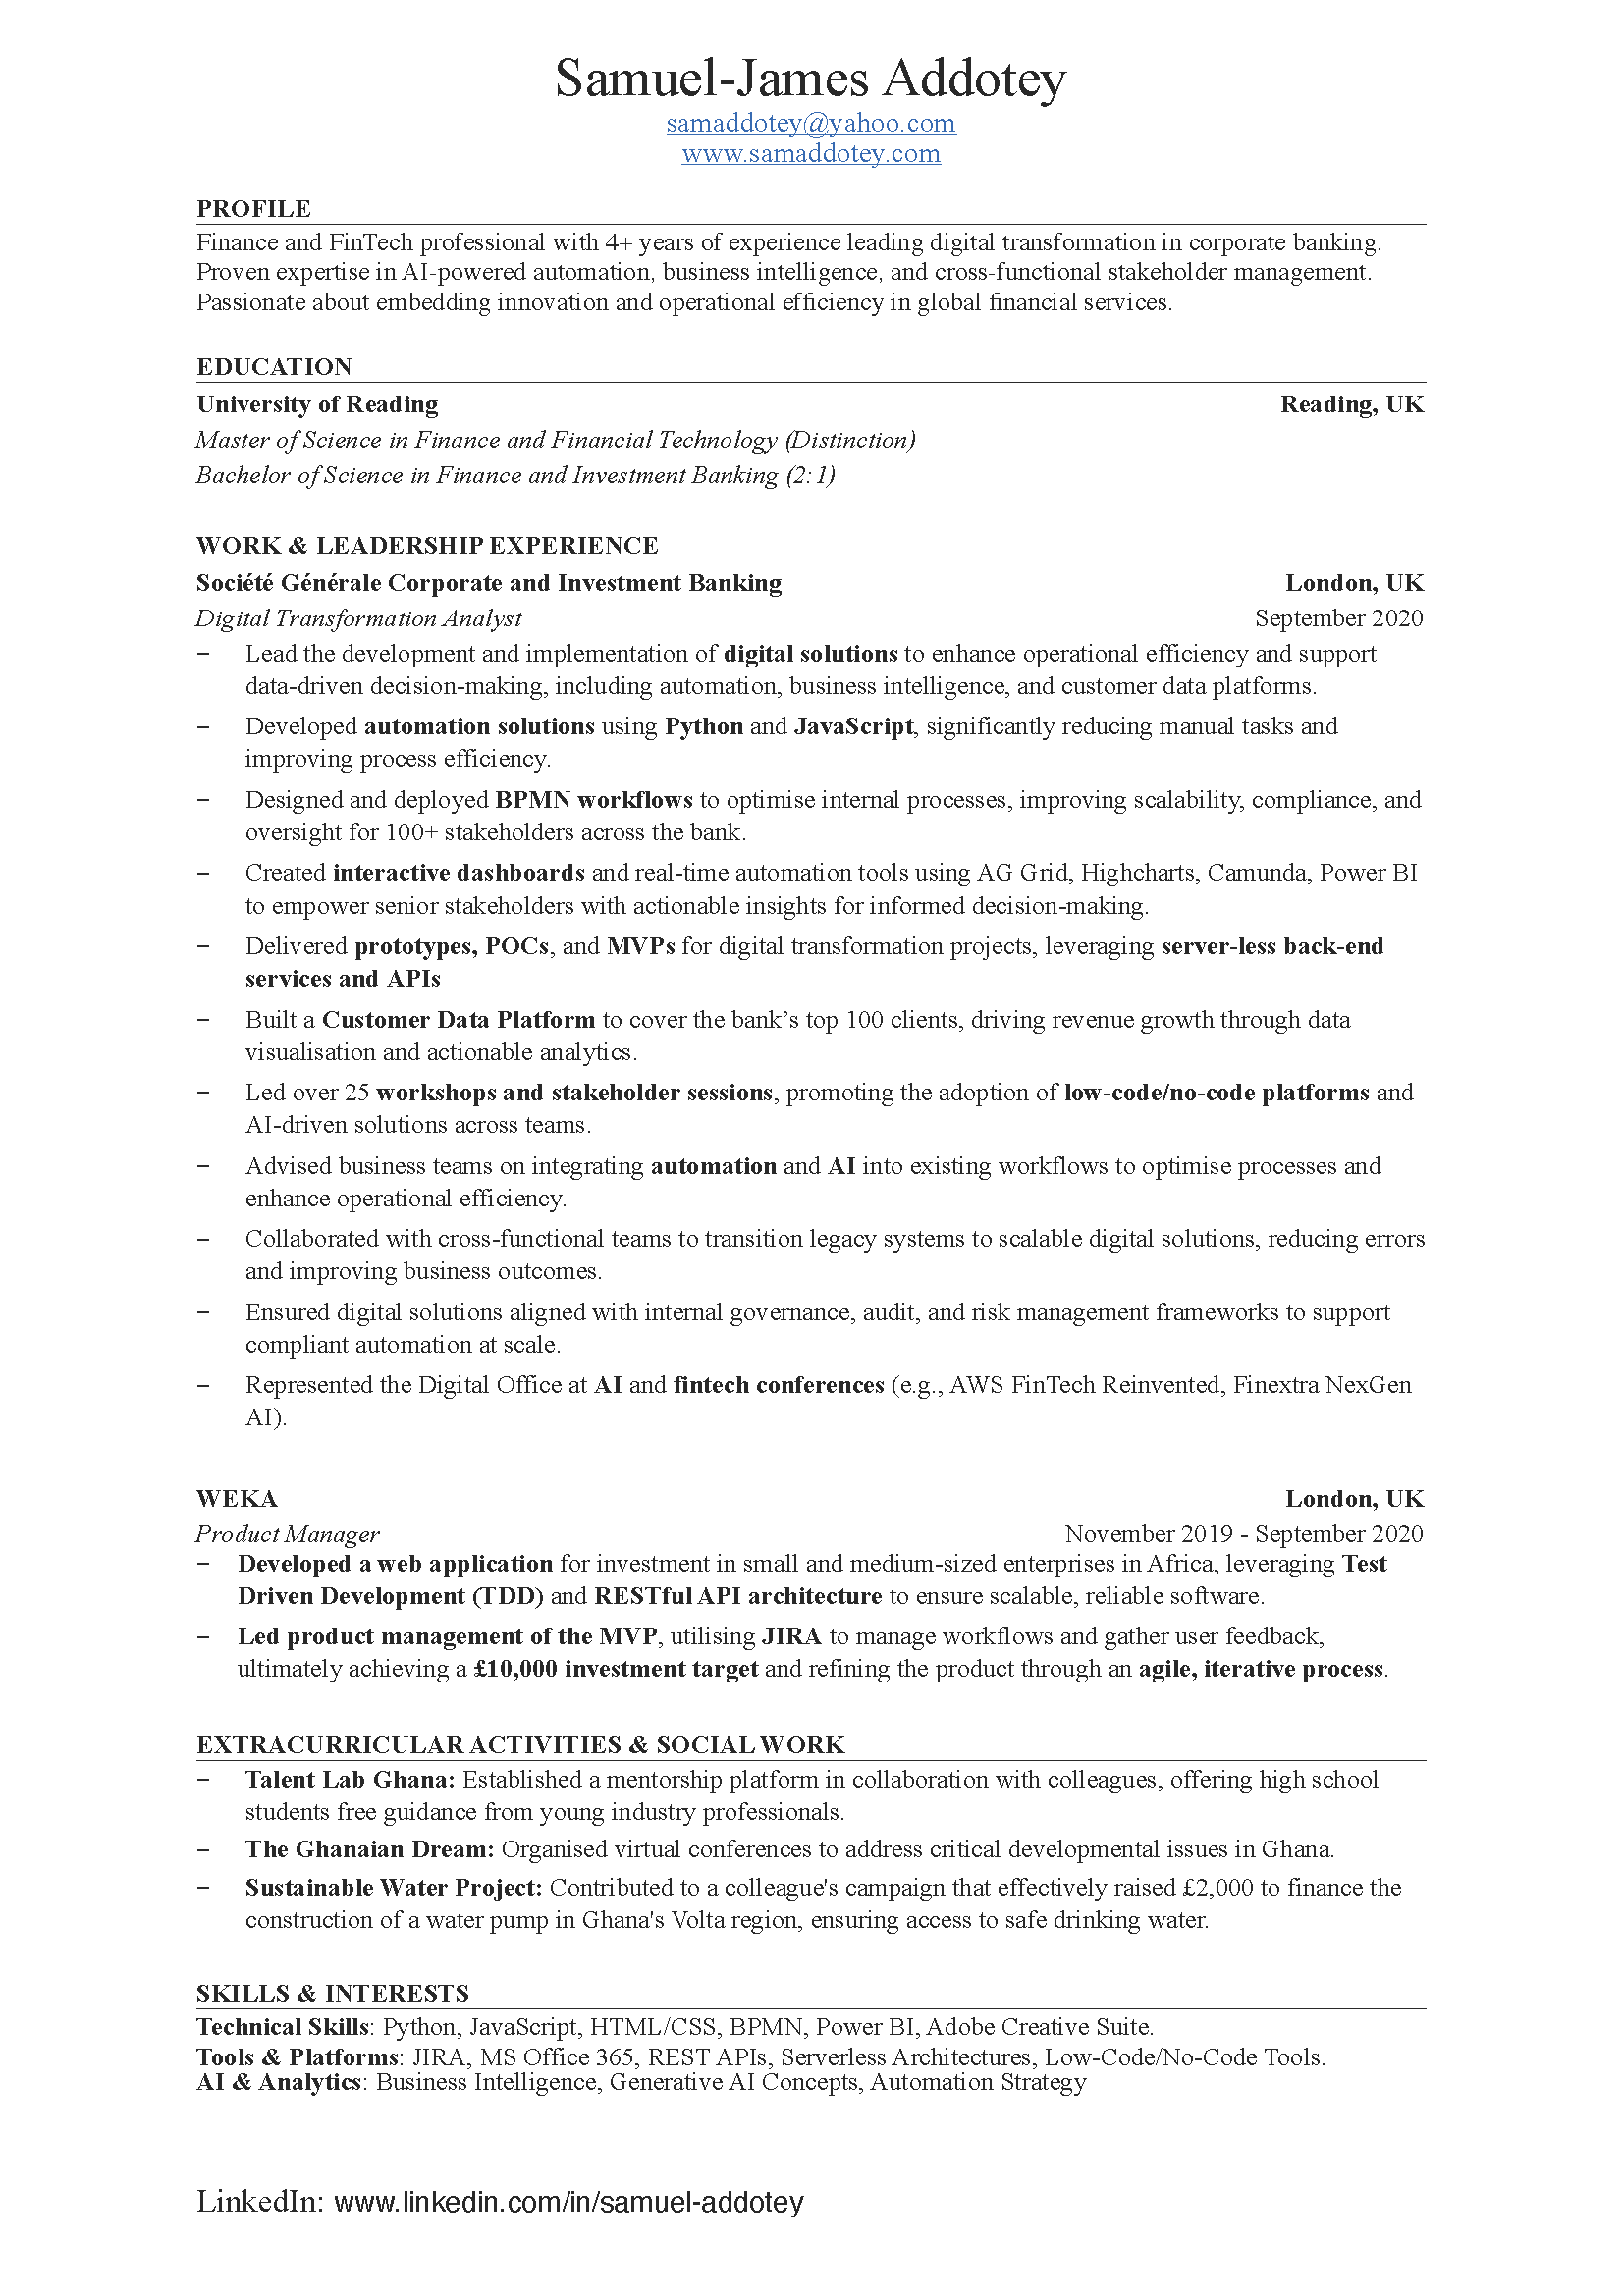 Samuel-James Addotey
samaddotey@yahoo.com
www.samaddotey.com
PROFILE
Finance and FinTech professional with 4+ years of experience leading digital transformation in corporate banking.
Proven expertise in AI-powered automation, business intelligence, and cross-functional stakeholder management.
Passionate about embedding innovation and operational efficiency in global financial services.
EDUCATION
University of Reading Reading, UK
Master of Science in Finance and Financial Technology (Distinction)
Bachelor of Science in Finance and Investment Banking (2:1)
WORK & LEADERSHIP EXPERIENCE
Société Générale Corporate and Investment Banking London, UK
Digital Transformation Analyst September 2020
– Lead the development and implementation of digital solutions to enhance operational efficiency and support
data-driven decision-making, including automation, business intelligence, and customer data platforms.
– Developed automation solutions using Python and JavaScript, significantly reducing manual tasks and
improving process efficiency.
– Designed and deployed BPMN workflows to optimise internal processes, improving scalability, compliance, and
oversight for 100+ stakeholders across the bank.
– Created interactive dashboards and real-time automation tools using AG Grid, Highcharts, Camunda, Power BI
to empower senior stakeholders with actionable insights for informed decision-making.
– Delivered prototypes, POCs, and MVPs for digital transformation projects, leveraging server-less back-end
services and APIs
– Built a Customer Data Platform to cover the bank’s top 100 clients, driving revenue growth through data
visualisation and actionable analytics.
– Led over 25 workshops and stakeholder sessions, promoting the adoption of low-code/no-code platforms and
AI-driven solutions across teams.
– Advised business teams on integrating automation and AI into existing workflows to optimise processes and
enhance operational efficiency.
– Collaborated with cross-functional teams to transition legacy systems to scalable digital solutions, reducing errors
and improving business outcomes.
– Ensured digital solutions aligned with internal governance, audit, and risk management frameworks to support
compliant automation at scale.
– Represented the Digital Office at AI and fintech conferences (e.g., AWS FinTech Reinvented, Finextra NexGen
AI).
WEKA London, UK
Product Manager November 2019 - September 2020
– Developed a web application for investment in small and medium-sized enterprises in Africa, leveraging Test
Driven Development (TDD) and RESTful API architecture to ensure scalable, reliable software.
– Led product management of the MVP, utilising JIRA to manage workflows and gather user feedback,
ultimately achieving a £10,000 investment target and refining the product through an agile, iterative process.
EXTRACURRICULAR ACTIVITIES & SOCIAL WORK
– Talent Lab Ghana: Established a mentorship platform in collaboration with colleagues, offering high school
students free guidance from young industry professionals.
– The Ghanaian Dream: Organised virtual conferences to address critical developmental issues in Ghana.
– Sustainable Water Project: Contributed to a colleague's campaign that effectively raised £2,000 to finance the
construction of a water pump in Ghana's Volta region, ensuring access to safe drinking water.
SKILLS & INTERESTS
Technical Skills: Python, JavaScript, HTML/CSS, BPMN, Power BI, Adobe Creative Suite.
Tools & Platforms: JIRA, MS Office 365, REST APIs, Serverless Architectures, Low-Code/No-Code Tools.
AI & Analytics: Business Intelligence, Generative AI Concepts, Automation Strategy
LinkedIn: www.linkedin.com/in/samuel-addotey